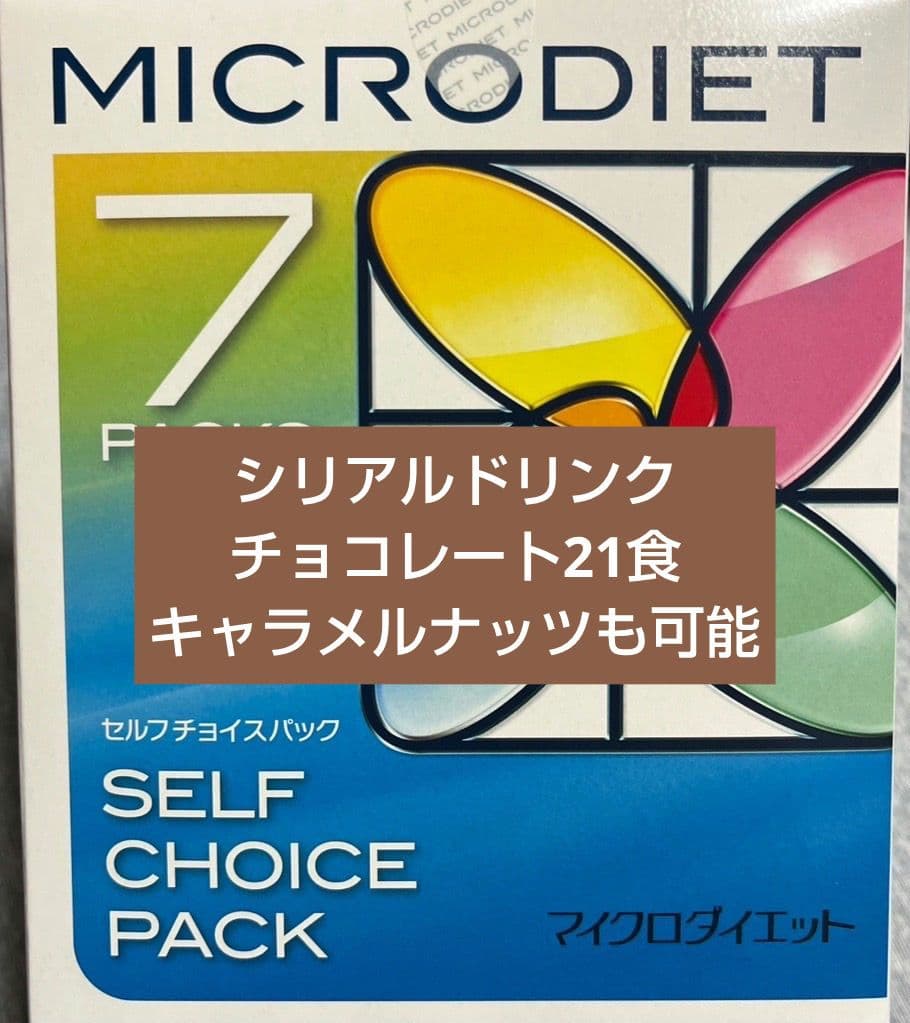 MICRODIET
7
PACKS
シリアルドリンク
チョコレート21食
キャラメルナッツも可能
セルフチョイスパック
SELF
CHOICE
PACK
マイクロダイエット